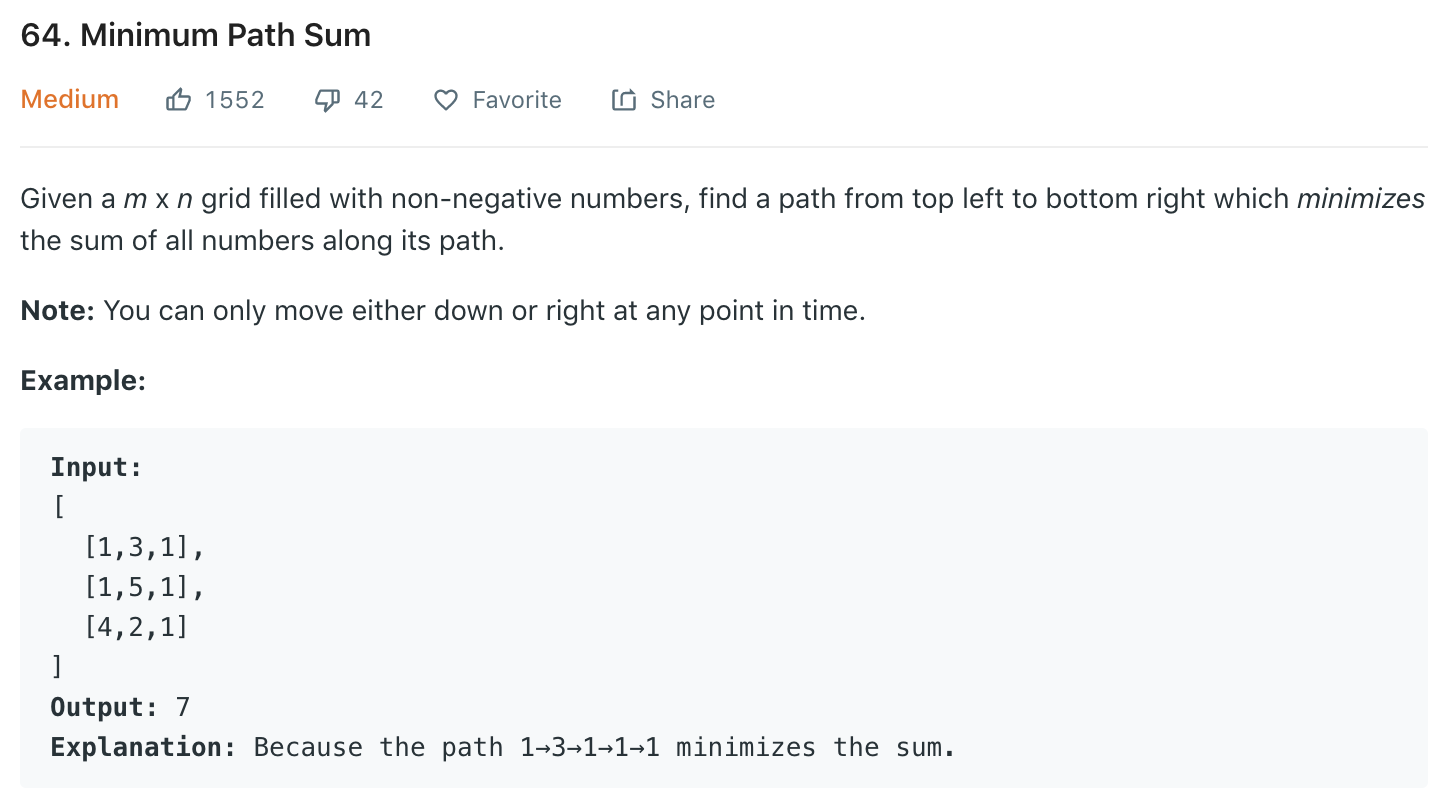 64. Minimum Path Sum
Medium 1552 42 Favorite Share
Given a m x n grid filled with non-negative numbers, find a path from top left to bottom right which minimizes
the sum of all numbers along its path.
Note: You can only move either down or right at any point in time.
Example:
Input:
[
  [1,3,1],
  [1,5,1],
  [4,2,1]
]
Output: 7
Explanation: Because the path 1→3→1→1→1 minimizes the sum.